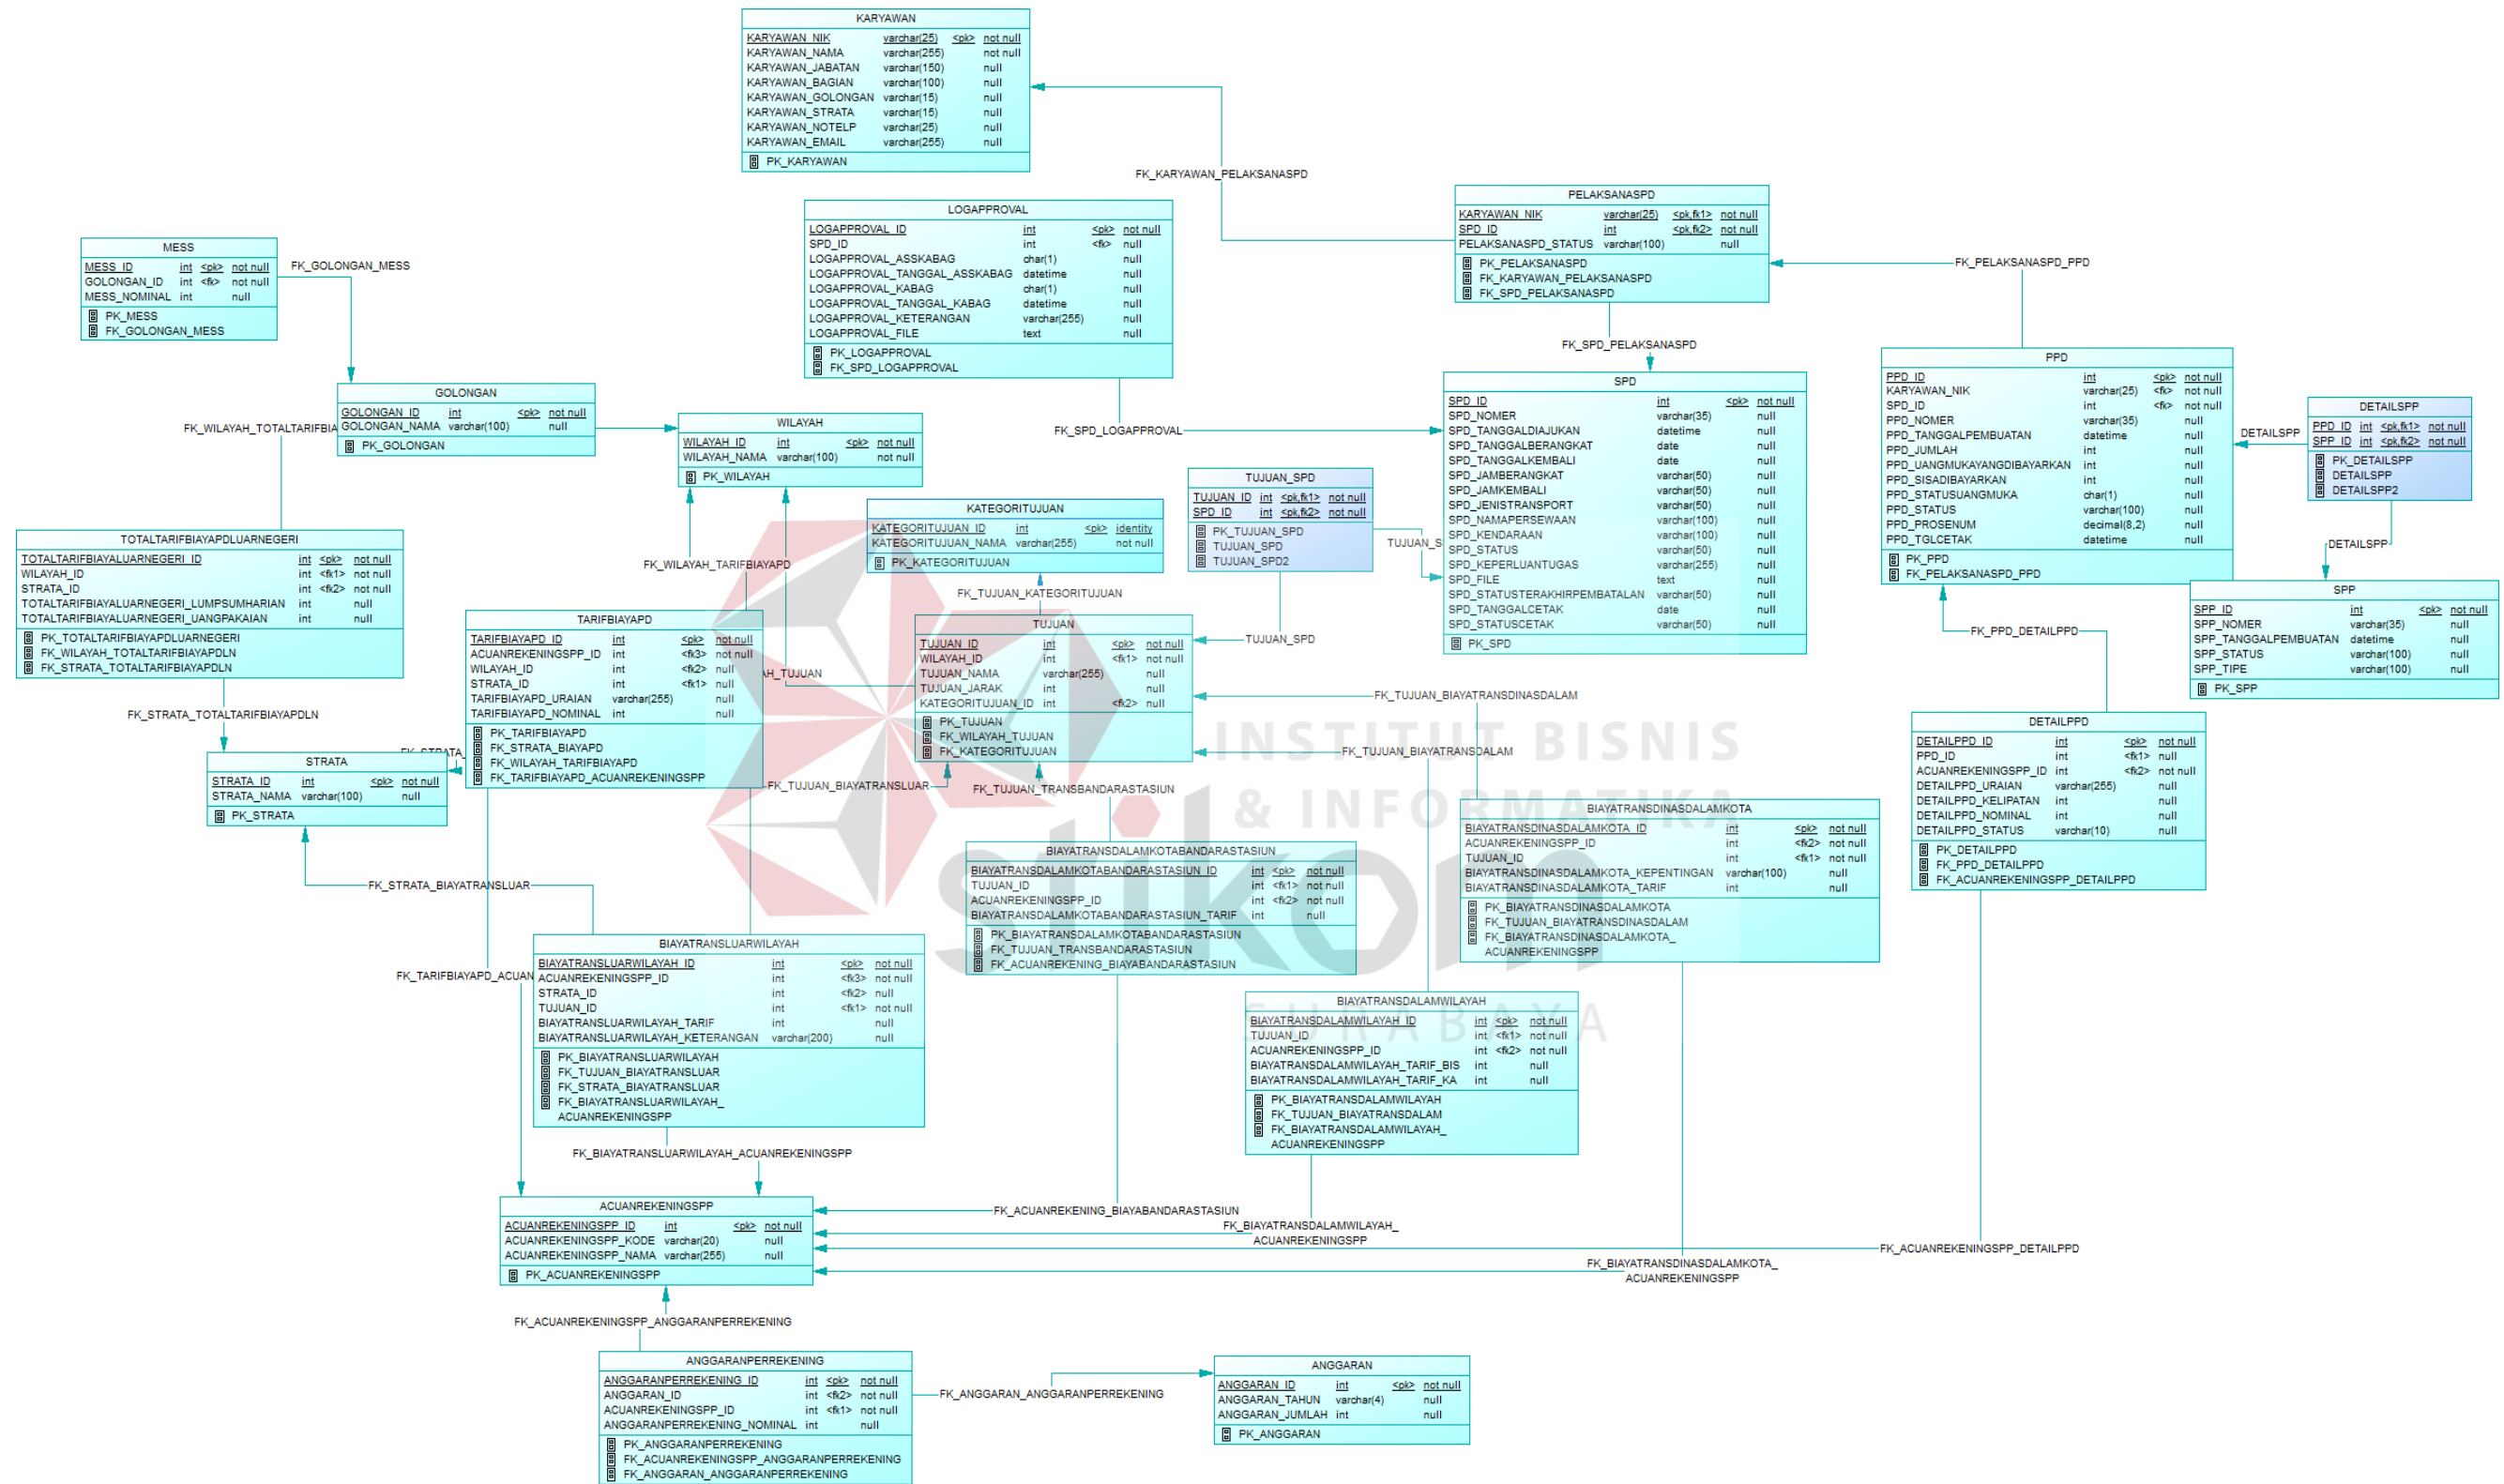 KARYAWAN
KARYAWAN_NIK varchar(25) <pk> not null
KARYAWAN_NAMA varchar(255) not null
KARYAWAN_JABATAN varchar(150) null
KARYAWAN_BAGIAN varchar(100) null
KARYAWAN_GOLONGAN varchar(15) null
KARYAWAN_STRATA varchar(15) null
KARYAWAN_NOTELP varchar(25) null
KARYAWAN_EMAIL varchar(255) null
PK_KARYAWAN
FK_KARYAWAN_PELAKSANASPD
PELAKSANASPD
KARYAWAN_NIK varchar(25) <pk,fk1> not null
SPD_ID int <pk,fk2> not null
PELAKSANASPD_STATUS varchar(100) null
PK_PELAKSANASPD
FK_KARYAWAN_PELAKSANASPD
FK_SPD_PELAKSANASPD
FK_PELAKSANASPD_PPD
FK_SPD_PELAKSANASPD
LOGAPPROVAL
LOGAPPROVAL_ID int <pk> not null
SPD_ID int <fk> null
LOGAPPROVAL_ASSKABAG char(1) null
LOGAPPROVAL_TANGGAL_ASSKABAG datetime null
LOGAPPROVAL_KABAG char(1) null
LOGAPPROVAL_TANGGAL_KABAG datetime null
LOGAPPROVAL_KETERANGAN varchar(255) null
LOGAPPROVAL_FILE text null
PK_LOGAPPROVAL
FK_SPD_LOGAPPROVAL
FK_SPD_LOGAPPROVAL
MESS
MESS_ID int <pk> not null
GOLONGAN_ID int <fk> not null
MESS_NOMINAL int null
PK_MESS
FK_GOLONGAN_MESS
FK_GOLONGAN_MESS
GOLONGAN
GOLONGAN_ID int <pk> not null
GOLONGAN_NAMA varchar(100) null
PK_GOLONGAN
FK_WILAYAH_TOTALTARIFBIA
WILAYAH
WILAYAH_ID int <pk> not null
WILAYAH_NAMA varchar(100) not null
PK_WILAYAH
SPD
SPD_ID int <pk> not null
SPD_NOMER varchar(35) null
SPD_TANGGALDIAJUKAN datetime null
SPD_TANGGALBERANGKAT date null
SPD_TANGGALKEMBALI date null
SPD_JAMBERANGKAT varchar(50) null
SPD_JAMKEMBALI varchar(50) null
SPD_JENISTRANSPORT varchar(50) null
SPD_NAMAPERSEWAAN varchar(100) null
SPD_KENDARAAN varchar(100) null
SPD_STATUS varchar(50) null
SPD_KEPERLUANTUGAS varchar(255) null
SPD_FILE text null
SPD_STATUSTERAKHIRPEMBATALAN varchar(50) null
SPD_TANGGALCETAK date null
SPD_STATUSCETAK varchar(50) null
PK_SPD
PPD
PPD_ID int <pk> not null
KARYAWAN_NIK varchar(25) <fk> not null
SPD_ID int <fk> not null
PPD_NOMER varchar(35) null
PPD_TANGGALPEMBUATAN datetime null
PPD_JUMLAH int null
PPD_UANGMUKAYANGDIBAYARKAN int null
PPD_SISADIBAYARKAN int null
PPD_STATUSUANGMUKA char(1) null
PPD_STATUS varchar(100) null
PPD_PROSENUM decimal(8,2) null
PPD_TGLCETAK datetime null
PK_PPD
FK_PELAKSANASPD_PPD
DETAILSPP
DETAILSPP
PPD_ID int <pk,fk1> not null
SPP_ID int <pk,fk2> not null
PK_DETAILSPP
DETAILSPP
DETAILSPP2
DETAILSPP
SPP
SPP_ID int <pk> not null
SPP_NOMER varchar(35) null
SPP_TANGGALPEMBUATAN datetime null
SPP_STATUS varchar(100) null
SPP_TIPE varchar(100) null
PK_SPP
TUJUAN_SPD
TUJUAN_ID int <pk,fk1> not null
SPD_ID int <pk,fk2> not null
PK_TUJUAN_SPD
TUJUAN_SPD
TUJUAN_SPD2
TUJUAN_S
TUJUAN_SPD
KATEGORITUJUAN
KATEGORITUJUAN_ID int <pk> identity
KATEGORITUJUAN_NAMA varchar(255) not null
PK_KATEGORITUJUAN
FK_TUJUAN_KATEGORITUJUAN
FK_WILAYAH_TARIFBIAYAPD
TOTALTARIFBIAYAPDLUARNEGERI
TOTALTARIFBIAYALUARNEGERI_ID int <pk> not null
WILAYAH_ID int <fk1> not null
STRATA_ID int <fk2> not null
TOTALTARIFBIAYALUARNEGERI_LUMPSUMHARIAN int null
TOTALTARIFBIAYALUARNEGERI_UANGPAKAIAN int null
PK_TOTALTARIFBIAYAPDLUARNEGERI
FK_WILAYAH_TOTALTARIFBIAYAPDLN
FK_STRATA_TOTALTARIFBIAYAPDLN
FK_STRATA_TOTALTARIFBIAYAPDLN
TARIFBIAYAPD
TARIFBIAYAPD_ID int <pk> not null
ACUANREKENINGSPP_ID int <fk3> not null
WILAYAH_ID int <fk2> null
STRATA_ID int <fk1> null
TARIFBIAYAPD_URAIAN varchar(255) null
TARIFBIAYAPD_NOMINAL int null
PK_TARIFBIAYAPD
FK_STRATA_BIAYAPD
FK_WILAYAH_TARIFBIAYAPD
FK_TARIFBIAYAPD_ACUANREKENINGSPP
AH_TUJUAN
TUJUAN
TUJUAN_ID int <pk> not null
WILAYAH_ID int <fk1> not null
TUJUAN_NAMA varchar(255) null
TUJUAN_JARAK int null
KATEGORITUJUAN_ID int <fk2> null
PK_TUJUAN
FK_WILAYAH_TUJUAN
FK_KATEGORITUJUAN
FK_TUJUAN_BIAYATRANSDINASDALAM
FK_TUJUAN_BIAYATRANSDALAM
FK_TUJUAN_BIAYATRANSLUAR
FK_TUJUAN_TRANSBANDARASTASIUN
FK_STRATA_
STRATA
STRATA_ID int <pk> not null
STRATA_NAMA varchar(100) null
PK_STRATA
FK_STRATA_BIAYATRANSLUAR
FK_PPD_DETAILPPD
DETAILPPD
DETAILPPD_ID int <pk> not null
PPD_ID int <fk1> null
ACUANREKENINGSPP_ID int <fk2> not null
DETAILPPD_URAIAN varchar(255) null
DETAILPPD_KELIPATAN int null
DETAILPPD_NOMINAL int null
DETAILPPD_STATUS varchar(10) null
PK_DETAILPPD
FK_PPD_DETAILPPD
FK_ACUANREKENINGSPP_DETAILPPD
BIAYATRANSDINASDALAMKOTA
BIAYATRANSDINASDALAMKOTA_ID int <pk> not null
ACUANREKENINGSPP_ID int <fk2> not null
TUJUAN_ID int <fk1> not null
BIAYATRANSDINASDALAMKOTA_KEPENTINGAN varchar(100) null
BIAYATRANSDINASDALAMKOTA_TARIF int null
PK_BIAYATRANSDINASDALAMKOTA
FK_TUJUAN_BIAYATRANSDINASDALAM
FK_BIAYATRANSDINASDALAMKOTA_
ACUANREKENINGSPP
BIAYATRANSDALAMKOTABANDARASTASIUN
BIAYATRANSDALAMKOTABANDARASTASIUN_ID int <pk> not null
TUJUAN_ID int <fk1> not null
ACUANREKENINGSPP_ID int <fk2> not null
BIAYATRANSDALAMKOTABANDARASTASIUN_TARIF int null
PK_BIAYATRANSDALAMKOTABANDARASTASIUN
FK_TUJUAN_TRANSBANDARASTASIUN
FK_ACUANREKENING_BIAYABANDARASTASIUN
FK_TARIFBIAYAPD_ACUAN
BIAYATRANSLUARWILAYAH
BIAYATRANSLUARWILAYAH_ID int <pk> not null
ACUANREKENINGSPP_ID int <fk3> not null
STRATA_ID int <fk2> null
TUJUAN_ID int <fk1> not null
BIAYATRANSLUARWILAYAH_TARIF int null
BIAYATRANSLUARWILAYAH_KETERANGAN varchar(200) null
PK_BIAYATRANSLUARWILAYAH
FK_TUJUAN_BIAYATRANSLUAR
FK_STRATA_BIAYATRANSLUAR
FK_BIAYATRANSLUARWILAYAH_
ACUANREKENINGSPP
FK_BIAYATRANSLUARWILAYAH_ACUANREKENINGSPP
BIAYATRANSDALAMWILAYAH
BIAYATRANSDALAMWILAYAH_ID int <pk> not null
TUJUAN_ID int <fk1> not null
ACUANREKENINGSPP_ID int <fk2> not null
BIAYATRANSDALAMWILAYAH_TARIF_BIS int null
BIAYATRANSDALAMWILAYAH_TARIF_KA int null
PK_BIAYATRANSDALAMWILAYAH
FK_TUJUAN_BIAYATRANSDALAM
FK_BIAYATRANSDALAMWILAYAH_
ACUANREKENINGSPP
ACUANREKENINGSPP
ACUANREKENINGSPP_ID int <pk> not null
ACUANREKENINGSPP_KODE varchar(20) null
ACUANREKENINGSPP_NAMA varchar(255) null
PK_ACUANREKENINGSPP
FK_ACUANREKENING_BIAYABANDARASTASIUN
FK_BIAYATRANSDALAMWILAYAH_
ACUANREKENINGSPP
FK_ACUANREKENINGSPP_DETAILPPD
FK_BIAYATRANSDINASDALAMKOTA_
ACUANREKENINGSPP
FK_ACUANREKENINGSPP_ANGGARANPERREKENING
ANGGARANPERREKENING
ANGGARANPERREKENING_ID int <pk> not null
ANGGARAN_ID int <fk2> not null
ACUANREKENINGSPP_ID int <fk1> not null
ANGGARANPERREKENING_NOMINAL int null
PK_ANGGARANPERREKENING
FK_ACUANREKENINGSPP_ANGGARANPERREKENING
FK_ANGGARAN_ANGGARANPERREKENING
FK_ANGGARAN_ANGGARANPERREKENING
ANGGARAN
ANGGARAN_ID int <pk> not null
ANGGARAN_TAHUN varchar(4) null
ANGGARAN_JUMLAH int null
PK_ANGGARAN
INSTITUT BISNIS
& INFORMATIKA
stikom
SURABAYA